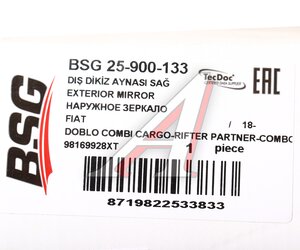 BSG
BSG 25-900-133
DIŞ DİKİZ AYNASI SAĞ
EXTERIOR MIRROR
НАРУЖНОЕ ЗЕРКАЛО
FIAT
/ 18-
DOBLO COMBI CARGO-RIFTER PARTNER-COMBO
98169928XT
1 piece
TecDoc
EAC
8719822533833